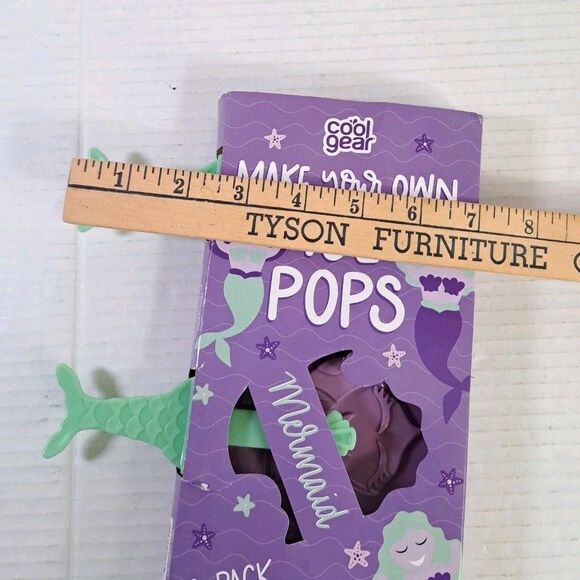 cool
gear
MAKE your OWN
1 2 3 4 5 6 7 8
TYSON FURNITURE
POPS
Mermaid
PACK